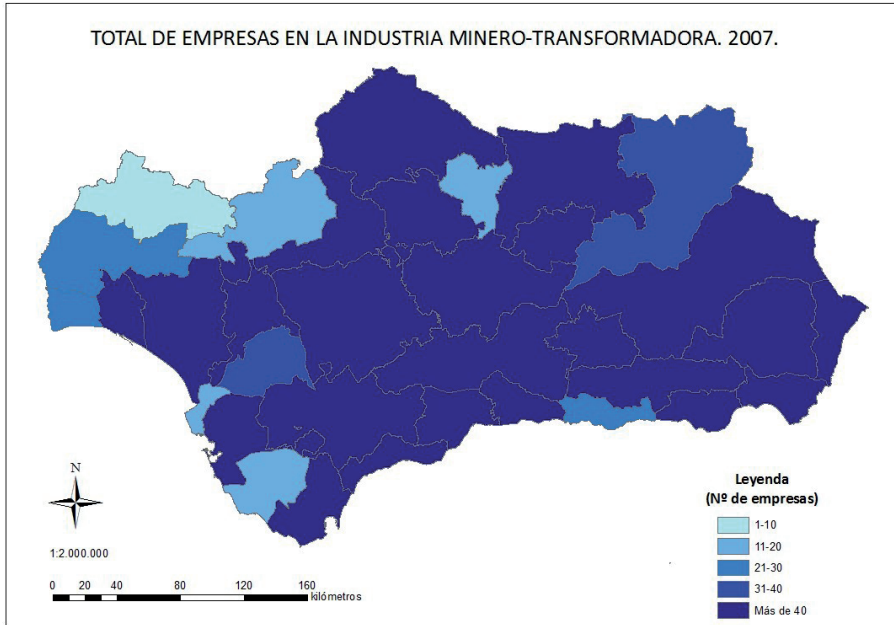 TOTAL DE EMPRESAS EN LA INDUSTRIA MINERO-TRANSFORMADORA. 2007.
N
1:2.000.000
0 20 40 80 120 160
kilómetros
Leyenda
(Nº de empresas)
1-10
11-20
21-30
31-40
Más de 40